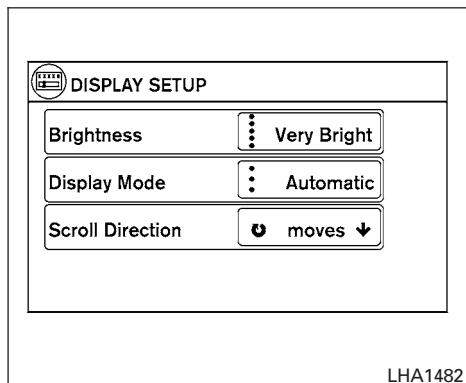 DISPLAY SETUP
Brightness Very Bright
Display Mode Automatic
Scroll Direction moves
LHA1482